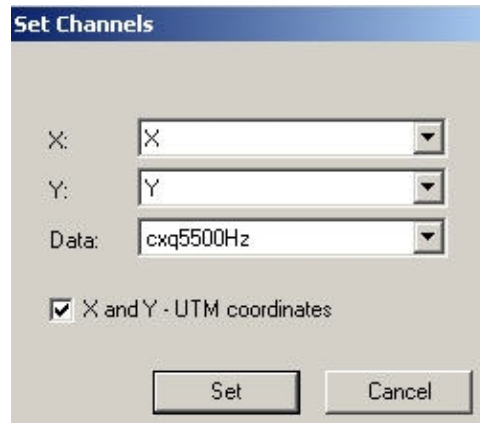 Set Channels
X: X
Y: Y
Data: cxq5500Hz
X and Y - UTM coordinates
Set Cancel